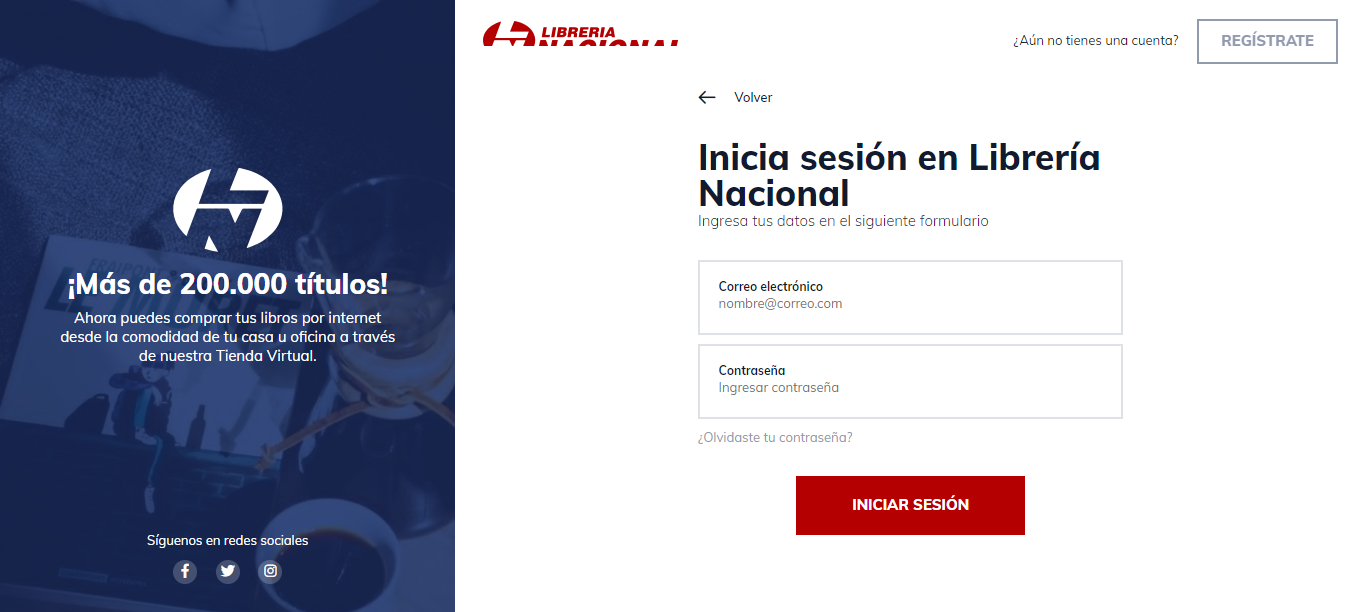 ¡Más de 200.000 títulos!
Ahora puedes comprar tus libros por internet
desde la comodidad de tu casa u oficina a través
de nuestra Tienda Virtual.
Síguenos en redes sociales
LIBRERIA
NACIONAL
¿Aún no tienes una cuenta?
REGÍSTRATE
Volver
Inicia sesión en Librería
Nacional
Ingresa tus datos en el siguiente formulario
Correo electrónico
nombre@correo.com
Contraseña
Ingresar contraseña
¿Olvidaste tu contraseña?
INICIAR SESIÓN